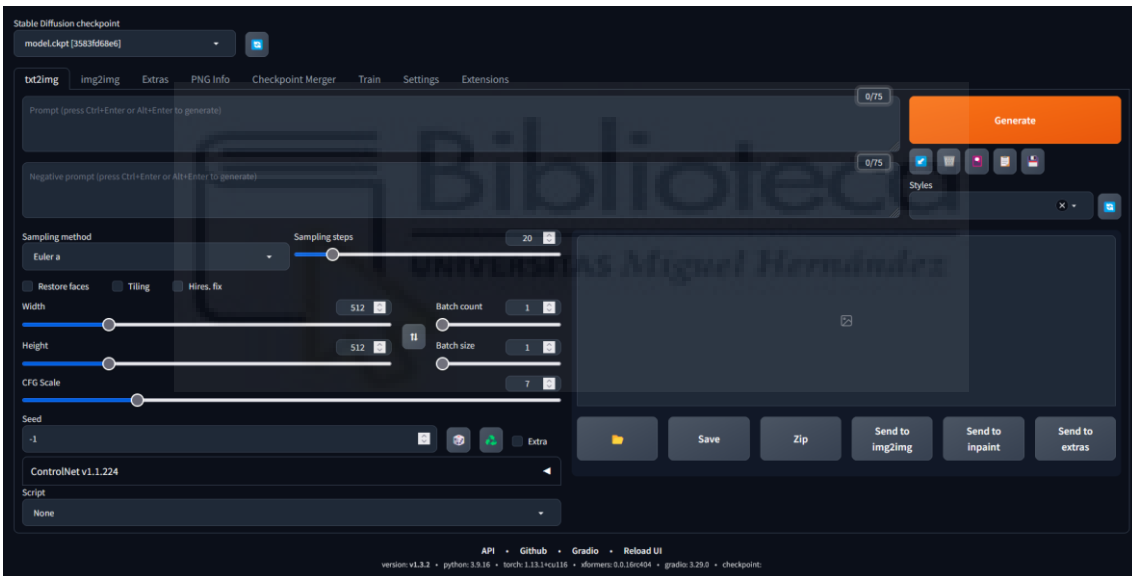 Stable Diffusion checkpoint
model.ckpt [3583fd68e6]
txt2img img2img Extras PNG Info Checkpoint Merger Train Settings Extensions
0/75
Prompt (press Ctrl+Enter or Alt+Enter to generate)
Generate
0/75
Negative prompt (press Ctrl+Enter or Alt+Enter to generate)
Styles
Biblioteca
UNIVERSITAS Miguel Hernández
Sampling method
Euler a
Sampling steps
20
Restore faces Tiling Hires. fix
Width
512
Batch count
1
Height
512
Batch size
1
CFG Scale
7
Seed
-1
Extra
Save
Zip
Send to
img2img
Send to
inpaint
Send to
extras
ControlNet v1.1.224
Script
None
API • Github • Gradio • Reload UI
version: v1.3.2 • python: 3.9.16 • torch: 1.13.1+cu116 • xformers: 0.0.16rc404 • gradio: 3.29.0 • checkpoint: